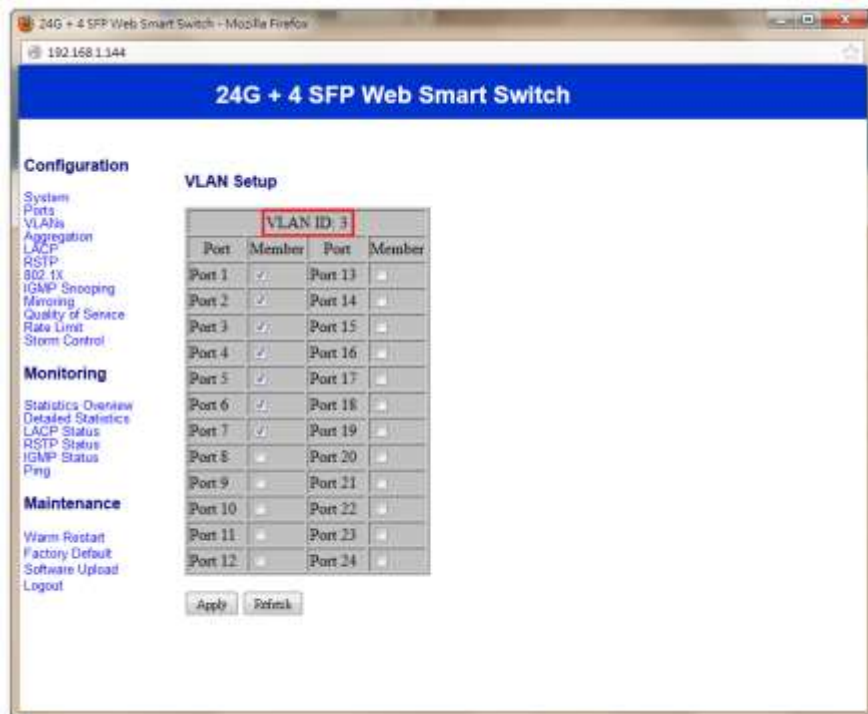 24G + 4 SFP Web Smart Switch - Mozilla Firefox
192.168.1.144
24G + 4 SFP Web Smart Switch
Configuration
System
Ports
VLANs
Aggregation
LACP
RSTP
802.1X
IGMP Snooping
Mirroring
Quality of Service
Rate Limit
Storm Control
Monitoring
Statistics Overview
Detailed Statistics
LACP Status
RSTP Status
IGMP Status
Ping
Maintenance
Warm Restart
Factory Default
Software Upload
Logout
VLAN Setup
VLAN ID: 3
Port Member Port Member
Port 1 Port 13
Port 2 Port 14
Port 3 Port 15
Port 4 Port 16
Port 5 Port 17
Port 6 Port 18
Port 7 Port 19
Port 8 Port 20
Port 9 Port 21
Port 10 Port 22
Port 11 Port 23
Port 12 Port 24
Apply Refresh